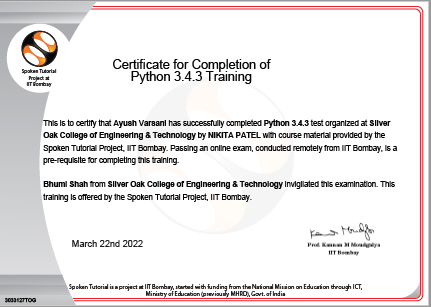 Spoken Tutorial
Project at
IIT Bombay
Certificate for Completion of
Python 3.4.3 Training
This is to certify that Ayush Varsani has successfully completed Python 3.4.3 test organized at Silver
Oak College of Engineering & Technology by NIKITA PATEL with course material provided by the
Spoken Tutorial Project, IIT Bombay. Passing an online exam, conducted remotely from IIT Bombay, is a
pre-requisite for completing this training.
Bhumi Shah from Silver Oak College of Engineering & Technology invigilated this examination. This
training is offered by the Spoken Tutorial Project, IIT Bombay.
March 22nd 2022
Prof. Kannan M Moudgalya
IIT Bombay
3033127TOG
Spoken Tutorial is a project at IIT Bombay, started with funding from the National Mission on Education through ICT,
Ministry of Education (previously MHRD), Govt. of India